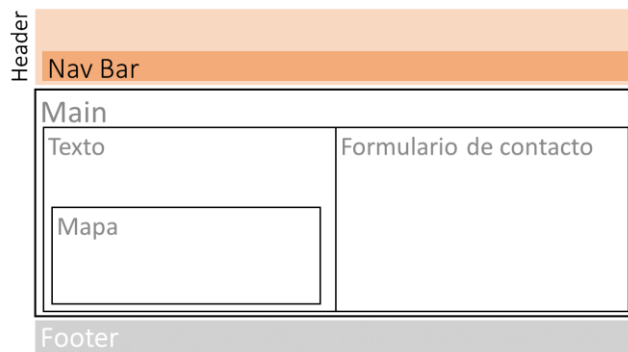 Header
Nav Bar
Main
Texto
Formulario de contacto
Mapa
Footer